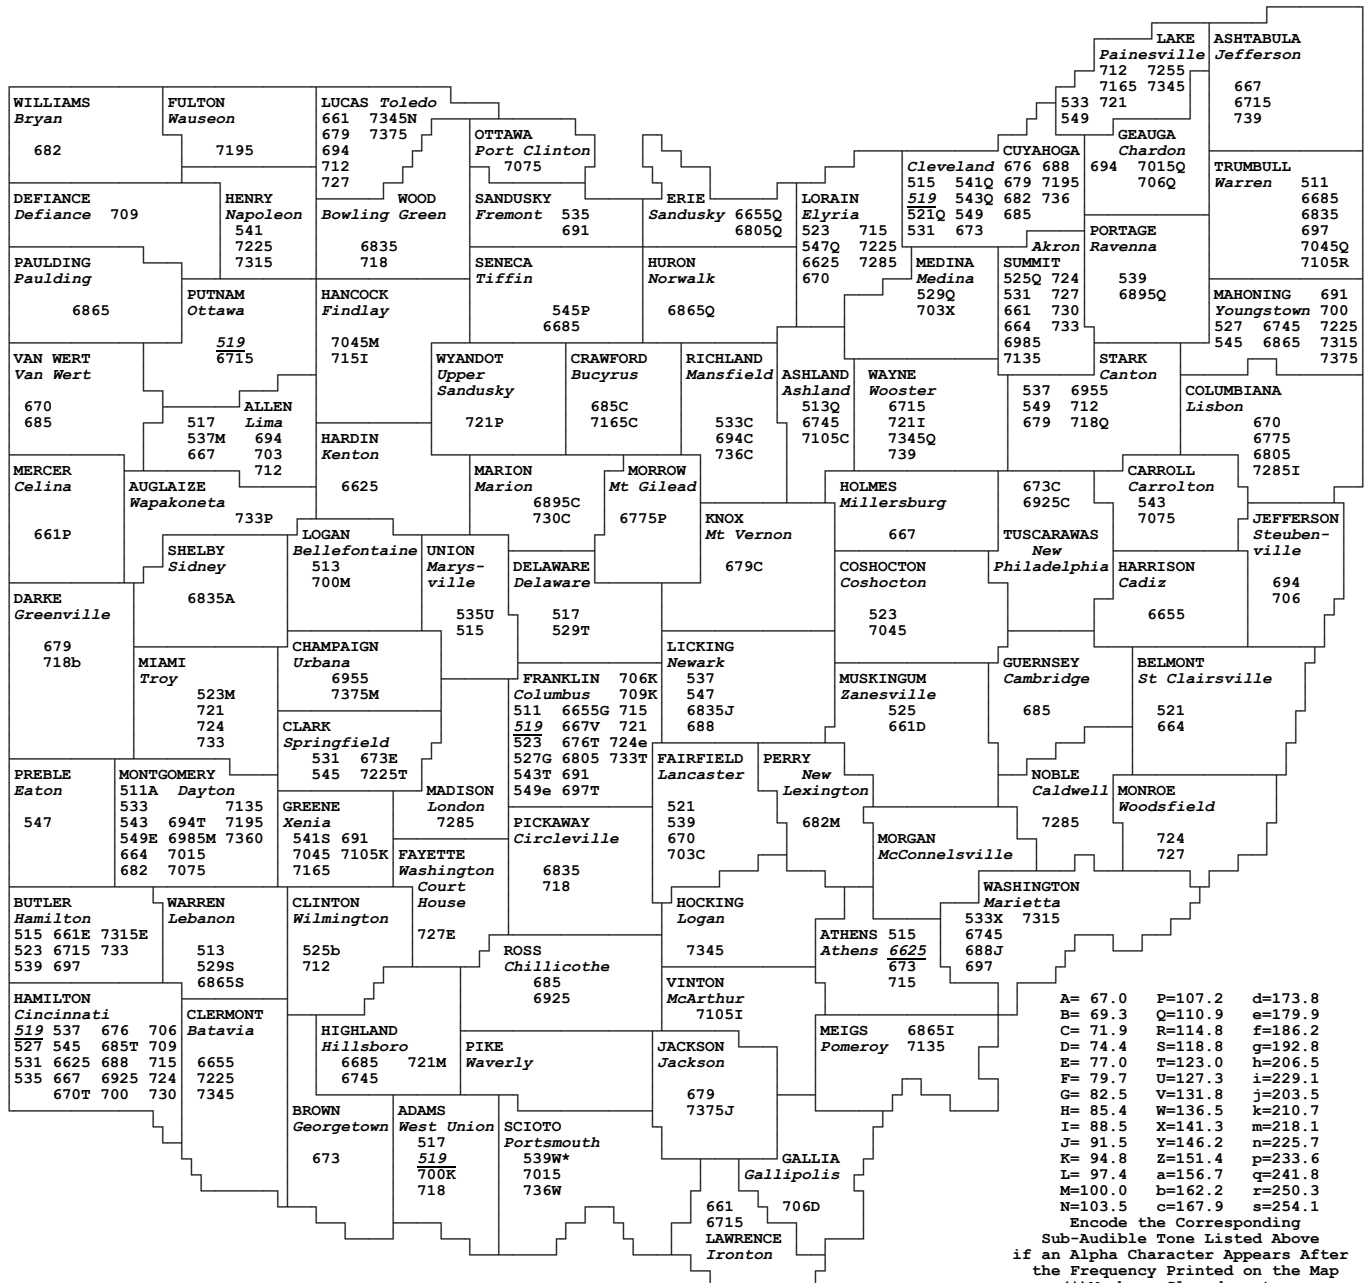 LAKE
Painesville
712 7255
7165 7345
533 721
549
ASHTABULA
Jefferson
667
6715
739
WILLIAMS
Bryan
682
FULTON
Wauseon
7195
LUCAS Toledo
661 7345N
679 7375
694
712
727
OTTAWA
Port Clinton
7075
CUYAHOGA
Cleveland 676 688
515 541Q 679 7195
519 543Q 682 736
521Q 549 685
531 673
GEAUGA
Chardon
694 7015Q
706Q
TRUMBULL
Warren 511
6685
6835
697
7045Q
7105R
DEFIANCE
Defiance 709
HENRY
Napoleon
541
7225
7315
WOOD
Bowling Green
6835
718
SANDUSKY
Fremont 535
691
ERIE
Sandusky 6655Q
6805Q
LORAIN
Elyria
523 715
547Q 7225
6625 7285
670
PORTAGE
Ravenna
539
6895Q
PAULDING
Paulding
6865
PUTNAM
Ottawa
519
6715
HANCOCK
Findlay
7045M
715I
SENECA
Tiffin
545P
6685
HURON
Norwalk
6865Q
MEDINA
Medina
529Q
703X
Akron
SUMMIT
525Q 724
531 727
661 730
664 733
6985
7135
MAHONING 691
Youngstown 700
527 6745 7225
545 6865 7315
7375
VAN WERT
Van Wert
670
685
ALLEN
517 Lima
537M 694
667 703
712
WYANDOT
Upper
Sandusky
721P
CRAWFORD
Bucyrus
685C
7165C
RICHLAND
Mansfield
533C
694C
736C
ASHLAND
Ashland
513Q
6745
7105C
WAYNE
Wooster
6715
721I
7345Q
739
STARK
Canton
537 6955
549 712
679 718Q
COLUMBIANA
Lisbon
670
6775
6805
7285I
HARDIN
Kenton
6625
MERCER
Celina
661P
AUGLAIZE
Wapakoneta
733P
MARION
Marion
6895C
730C
MORROW
Mt Gilead
6775P
KNOX
Mt Vernon
679C
HOLMES
Millersburg
667
673C
6925C
TUSCARAWAS
New
Philadelphia
CARROLL
Carrolton
543
7075
JEFFERSON
Steuben-
ville
694
706
SHELBY
Sidney
6835A
LOGAN
Bellefontaine
513
700M
UNION
Marys-
ville
535U
515
DELAWARE
Delaware
517
529T
COSHOCTON
Coshocton
523
7045
HARRISON
Cadiz
6655
DARKE
Greenville
679
718b
MIAMI
Troy
523M
721
724
733
CHAMPAIGN
Urbana
6955
7375M
LICKING
Newark
537
547
6835J
688
MUSKINGUM
Zanesville
525
661D
GUERNSEY
Cambridge
685
BELMONT
St Clairsville
521
664
FRANKLIN 706K
Columbus 709K
511 6655G 715
519 667V 721
523 676T 724e
527G 6805 733T
543T 691
549e 697T
CLARK
Springfield
531 673E
545 7225T
PREBLE
Eaton
547
MONTGOMERY
511A Dayton
533 7135
543 694T 7195
549E 6985M 7360
664 7015
682 7075
GREENE
Xenia
541S 691
7045 7105K
7165
MADISON
London
7285
PICKAWAY
Circleville
6835
718
FAIRFIELD
Lancaster
521
539
670
703C
PERRY
New
Lexington
682M
NOBLE
Caldwell
7285
MONROE
Woodsfield
724
727
MORGAN
McConnelsville
FAYETTE
Washington
Court
House
727E
BUTLER
Hamilton
515 661E 7315E
523 6715 733
539 697
WARREN
Lebanon
513
529S
6865S
CLINTON
Wilmington
525b
712
HOCKING
Logan
7345
ATHENS 515
Athens 6625
673
715
WASHINGTON
Marietta
533X 7315
6745
688J
697
ROSS
Chillicothe
685
6925
VINTON
McArthur
7105I
HAMILTON
Cincinnati
519 537 676 706
527 545 685T 709
531 6625 688 715
535 667 6925 724
670T 700 730
CLERMONT
Batavia
6655
7225
7345
HIGHLAND
Hillsboro
6685 721M
6745
PIKE
Waverly
JACKSON
Jackson
679
7375J
MEIGS 6865I
Pomeroy 7135
BROWN
Georgetown
673
ADAMS
West Union
517
519
700K
718
SCIOTO
Portsmouth
539W*
7015
736W
GALLIA
Gallipolis
706D
661
6715
LAWRENCE
Ironton
A= 67.0 P=107.2 d=173.8
B= 69.3 Q=110.9 e=179.9
C= 71.9 R=114.8 f=186.2
D= 74.4 S=118.8 g=192.8
E= 77.0 T=123.0 h=206.5
F= 79.7 U=127.3 i=229.1
G= 82.5 V=131.8 j=203.5
H= 85.4 W=136.5 k=210.7
I= 88.5 X=141.3 m=218.1
J= 91.5 Y=146.2 n=225.7
K= 94.8 Z=151.4 p=233.6
L= 97.4 a=156.7 q=241.8
M=100.0 b=162.2 r=250.3
N=103.5 c=167.9 s=254.1
Encode the Corresponding
Sub-Audible Tone Listed Above
if an Alpha Character Appears After
the Frequency Printed on the Map